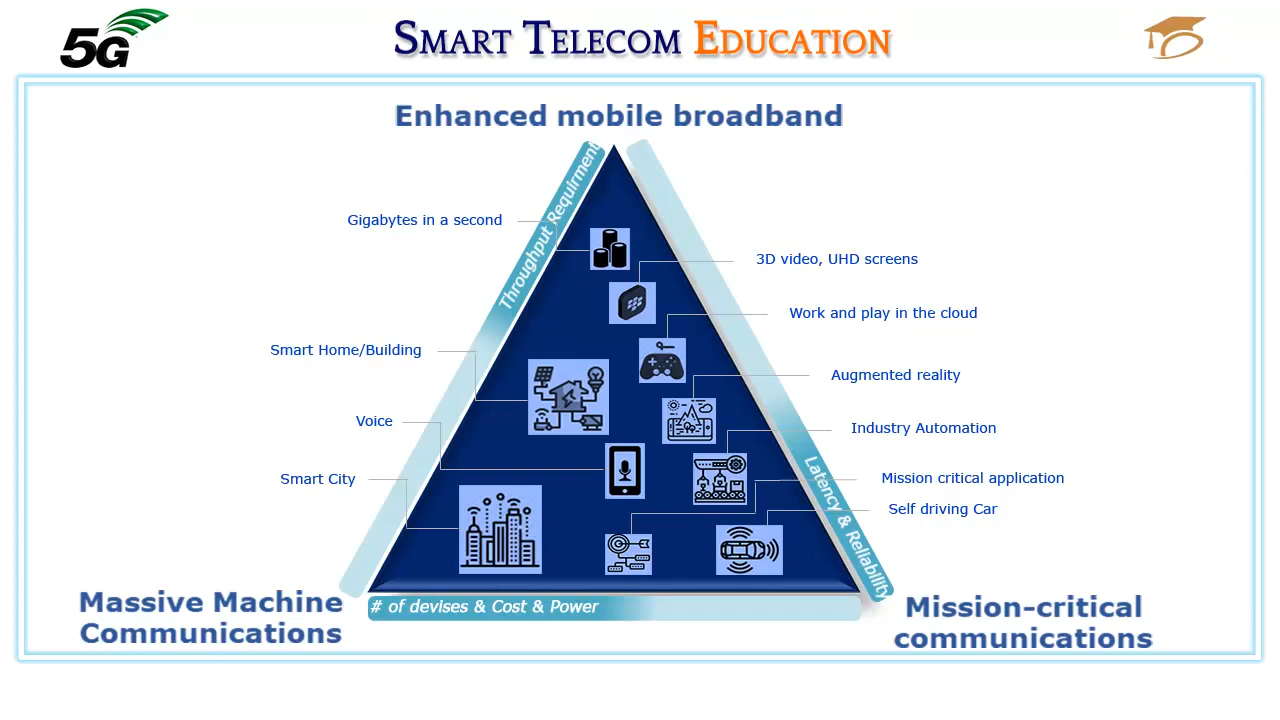 5G
SMART TELECOM EDUCATION
Enhanced mobile broadband
Throughput Requirment
Gigabytes in a second
3D video, UHD screens
Work and play in the cloud
Smart Home/Building
Augmented reality
Voice
Industry Automation
Smart City
Mission critical application
Self driving Car
Latency & Reliability
Massive Machine
Communications
# of devises & Cost & Power
Mission-critical
communications